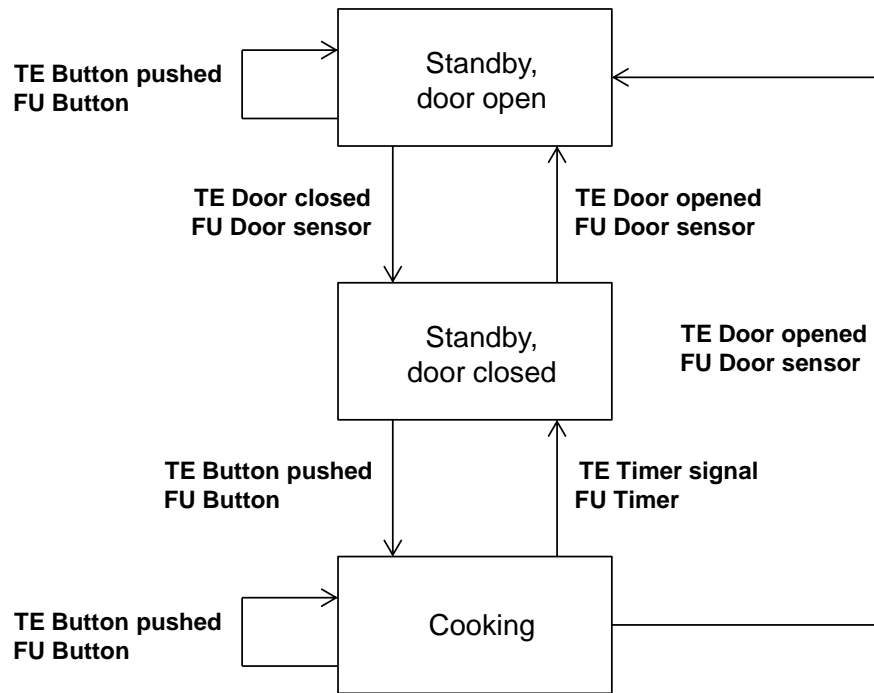 Standby,
door open
TE Button pushed
FU Button
TE Door closed
FU Door sensor
TE Door opened
FU Door sensor
Standby,
door closed
TE Door opened
FU Door sensor
TE Button pushed
FU Button
TE Timer signal
FU Timer
Cooking
TE Button pushed
FU Button